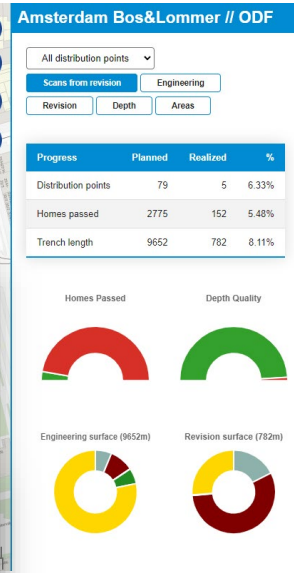 Amsterdam Bos&Lommer // ODF
All distribution points
Scans from revision Engineering
Revision Depth Areas
Progress Planned Realized %
Distribution points 79 5 6.33%
Homes passed 2775 152 5.48%
Trench length 9652 782 8.11%
Homes Passed Depth Quality
Engineering surface (9652m) Revision surface (782m)